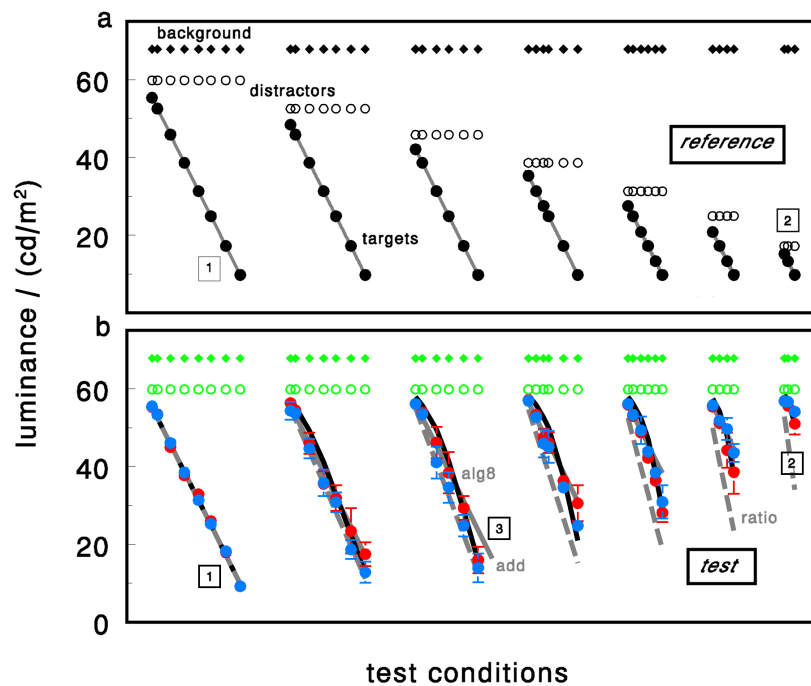 a
background
60
distractors
reference
40
targets
2
20
1
luminance / (cd/m²)
b
60
alg8
2
40
3
ratio
20
1
add
test
0
test conditions